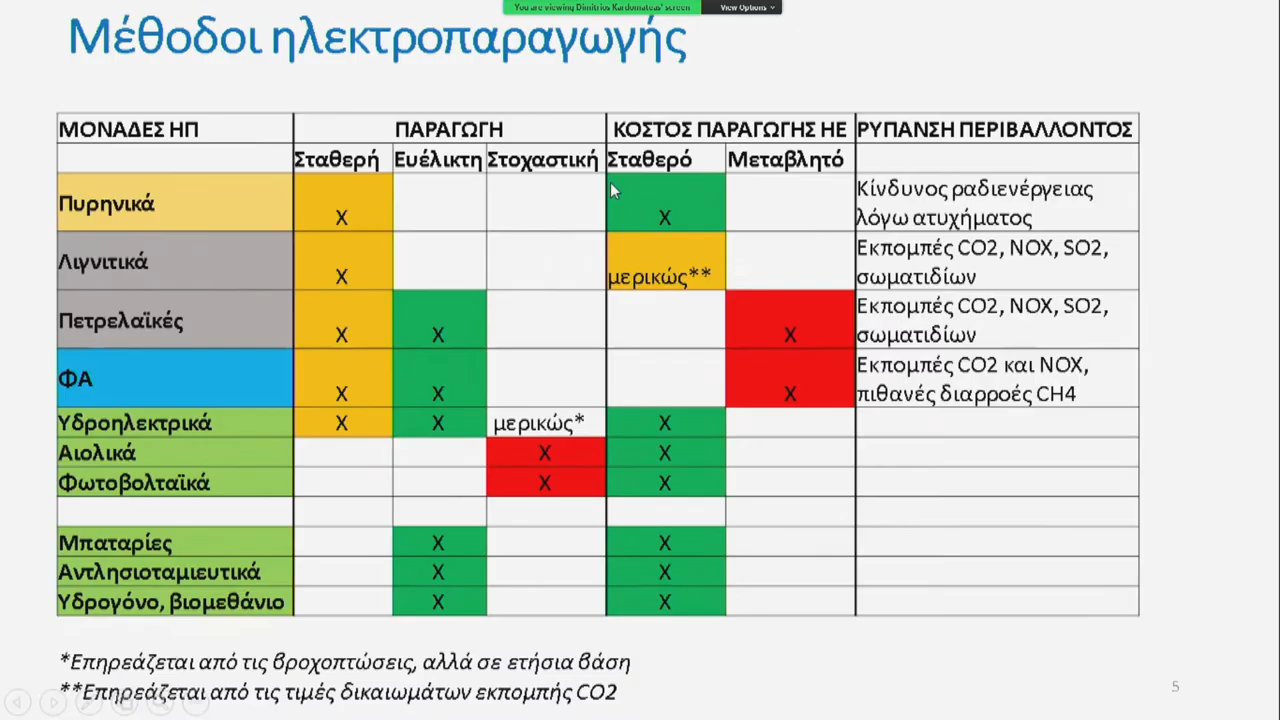 You are viewing Dimitrios Kardomateas' screen View Options
Μέθοδοι ηλεκτροπαραγωγής
ΜΟΝΑΔΕΣ ΗΠ ΠΑΡΑΓΩΓΗ ΚΟΣΤΟΣ ΠΑΡΑΓΩΓΗΣ ΗΕ ΡΥΠΑΝΣΗ ΠΕΡΙΒΑΛΛΟΝΤΟΣ
Σταθερή Ευέλικτη Στοχαστική Σταθερό Μεταβλητό
Πυρηνικά Χ Χ Κίνδυνος ραδιενέργειας
λόγω ατυχήματος
Λιγνιτικά Χ μερικώς** Εκπομπές CO2, NOX, SO2,
σωματιδίων
Πετρελαϊκές Χ Χ Χ Εκπομπές CO2, NOX, SO2,
σωματιδίων
ΦΑ Χ Χ Χ Εκπομπές CO2 και NOX,
πιθανές διαρροές CH4
Υδροηλεκτρικά Χ Χ μερικώς* Χ
Αιολικά Χ Χ
Φωτοβολταϊκά Χ Χ
Μπαταρίες Χ Χ
Αντλησιοταμιευτικά Χ Χ
Υδρογόνο, βιομεθάνιο Χ Χ
*Επηρεάζεται από τις βροχοπτώσεις, αλλά σε ετήσια βάση
**Επηρεάζεται από τις τιμές δικαιωμάτων εκπομπής CO2
5